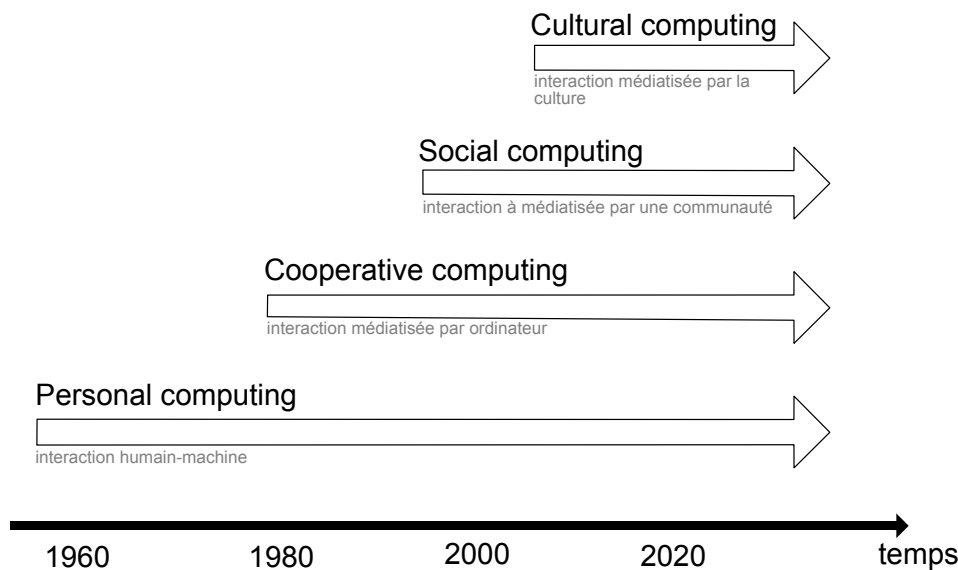 Cultural computing
interaction médiatisée par la
culture
Social computing
interaction à médiatisée par une communauté
Cooperative computing
interaction médiatisée par ordinateur
Personal computing
interaction humain-machine
1960 1980 2000 2020 temps